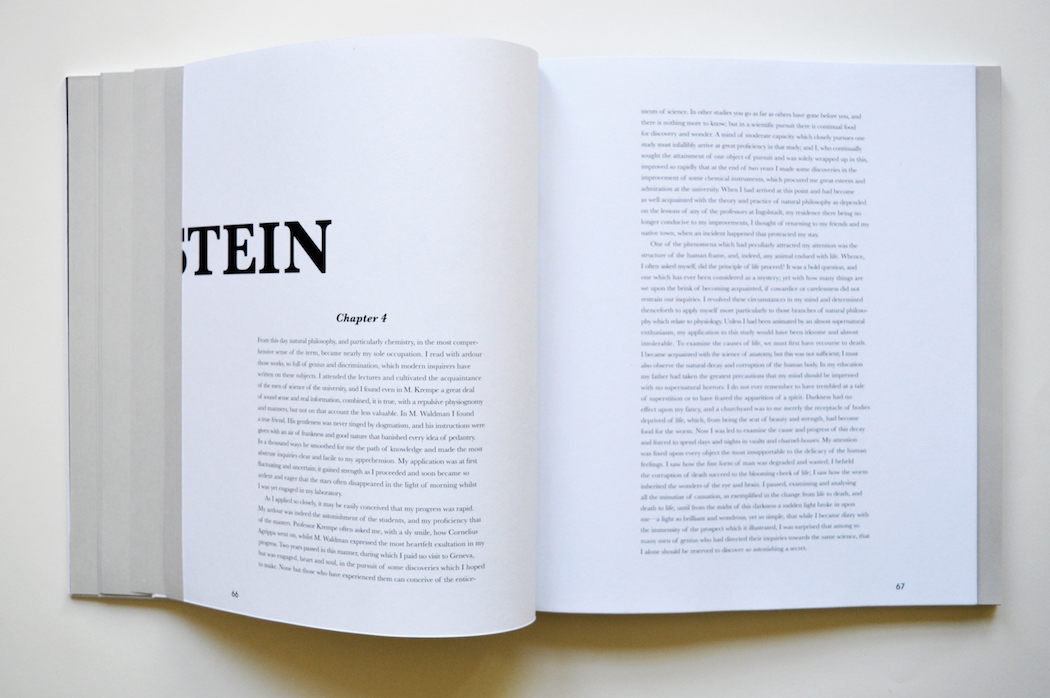 STEIN
Chapter 4
From this day natural philosophy, and particularly chemistry, in the most compre-
hensive sense of the term, became nearly my sole occupation. I read with ardour
those works, so full of genius and discrimination, which modern inquirers have
written on these subjects. I attended the lectures and cultivated the acquaintance
of the men of science of the university, and I found even in M. Krempe a great deal
of sound sense and real information, combined, it is true, with a repulsive physiognomy
and manners, but not on that account the less valuable. In M. Waldman I found
a true friend. His gentleness was never tinged by dogmatism, and his instructions were
given with an air of frankness and good nature that banished every idea of pedantry.
In a thousand ways he smoothed for me the path of knowledge and made the most
abstruse inquiries clear and facile to my apprehension. My application was at first
fluctuating and uncertain; it gained strength as I proceeded and soon became so
ardent and eager that the stars often disappeared in the light of morning whilst
I was yet engaged in my laboratory.
As I applied so closely, it may be easily conceived that my progress was rapid.
My ardour was indeed the astonishment of the students, and my proficiency that
of the masters. Professor Krempe often asked me, with a sly smile, how Cornelius
Agrippa went on, whilst M. Waldman expressed the most heartfelt exultation in my
progress. Two years passed in this manner, during which I paid no visit to Geneva,
but was engaged, heart and soul, in the pursuit of some discoveries which I hoped
to make. None but those who have experienced them can conceive of the entice-
66
ments of science. In other studies you go as far as others have gone before you, and
there is nothing more to know; but in a scientific pursuit there is continual food
for discovery and wonder. A mind of moderate capacity which closely pursues one
study must infallibly arrive at great proficiency in that study; and I, who continually
sought the attainment of one object of pursuit and was solely wrapped up in this,
improved so rapidly that at the end of two years I made some discoveries in the
improvement of some chemical instruments, which procured me great esteem and
admiration at the university. When I had arrived at this point and had become
as well acquainted with the theory and practice of natural philosophy as depended
on the lessons of any of the professors at Ingolstadt, my residence there being no
longer conducive to my improvements, I thought of returning to my friends and my
native town, when an incident happened that protracted my stay.
One of the phenomena which had peculiarly attracted my attention was the
structure of the human frame, and, indeed, any animal endued with life. Whence,
I often asked myself, did the principle of life proceed? It was a bold question, and
one which has ever been considered as a mystery; yet with how many things are
we upon the brink of becoming acquainted, if cowardice or carelessness did not
restrain our inquiries. I revolved these circumstances in my mind and determined
thenceforth to apply myself more particularly to those branches of natural philoso-
phy which relate to physiology. Unless I had been animated by an almost supernatural
enthusiasm, my application to this study would have been irksome and almost
intolerable. To examine the causes of life, we must first have recourse to death.
I became acquainted with the science of anatomy, but this was not sufficient; I must
also observe the natural decay and corruption of the human body. In my education
my father had taken the greatest precautions that my mind should be impressed
with no supernatural horrors. I do not ever remember to have trembled at a tale
of superstition or to have feared the apparition of a spirit. Darkness had no
effect upon my fancy, and a churchyard was to me merely the receptacle of bodies
deprived of life, which, from being the seat of beauty and strength, had become
food for the worm. Now I was led to examine the cause and progress of this decay
and forced to spend days and nights in vaults and charnel-houses. My attention
was fixed upon every object the most insupportable to the delicacy of the human
feelings. I saw how the fine form of man was degraded and wasted; I beheld
the corruption of death succeed to the blooming cheek of life; I saw how the worm
inherited the wonders of the eye and brain. I paused, examining and analysing
all the minutiae of causation, as exemplified in the change from life to death, and
death to life, until from the midst of this darkness a sudden light broke in upon
me—a light so brilliant and wondrous, yet so simple, that while I became dizzy with
the immensity of the prospect which it illustrated, I was surprised that among so
many men of genius who had directed their inquiries towards the same science, that
I alone should be reserved to discover so astonishing a secret.
67